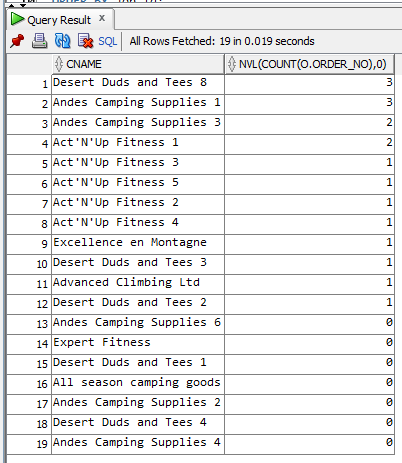 Query Result x
SQL | All Rows Fetched: 19 in 0.019 seconds
CNAME NVL(COUNT(O.ORDER_NO),0)
1 Desert Duds and Tees 8 3
2 Andes Camping Supplies 1 3
3 Andes Camping Supplies 3 2
4 Act'N'Up Fitness 1 2
5 Act'N'Up Fitness 3 1
6 Act'N'Up Fitness 5 1
7 Act'N'Up Fitness 2 1
8 Act'N'Up Fitness 4 1
9 Excellence en Montagne 1
10 Desert Duds and Tees 3 1
11 Advanced Climbing Ltd 1
12 Desert Duds and Tees 2 1
13 Andes Camping Supplies 6 0
14 Expert Fitness 0
15 Desert Duds and Tees 1 0
16 All season camping goods 0
17 Andes Camping Supplies 2 0
18 Desert Duds and Tees 4 0
19 Andes Camping Supplies 4 0